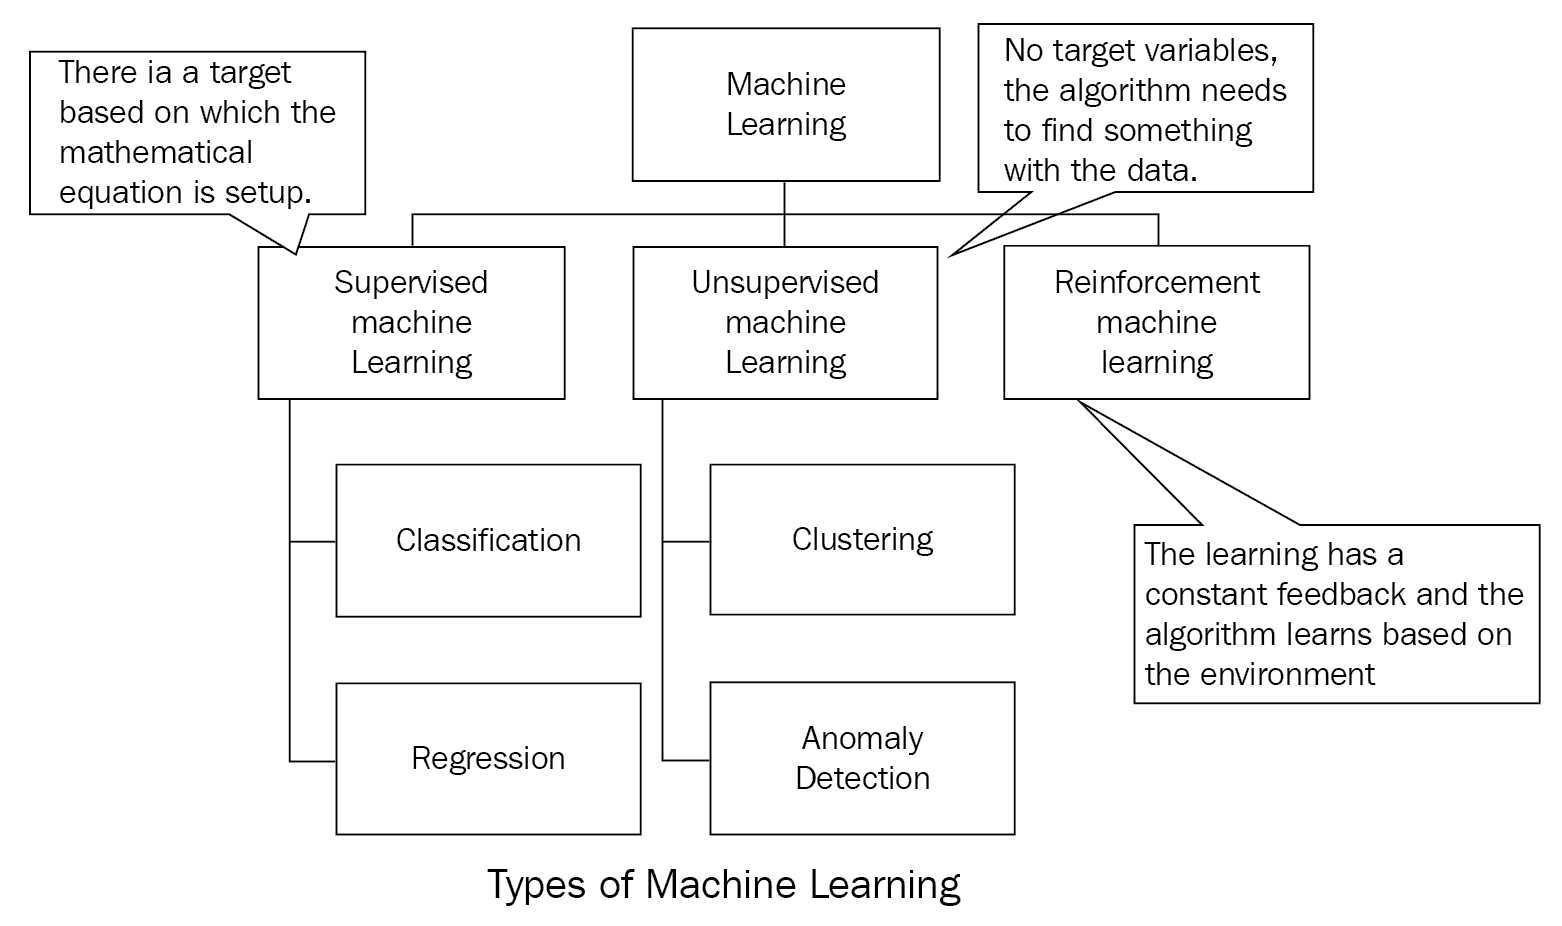 There ia a target
based on which the
mathematical
equation is setup.
Machine
Learning
No target variables,
the algorithm needs
to find something
with the data.
Supervised
machine
Learning
Unsupervised
machine
Learning
Reinforcement
machine
learning
Classification
Clustering
The learning has a
constant feedback and the
algorithm learns based on
the environment
Regression
Anomaly
Detection
Types of Machine Learning